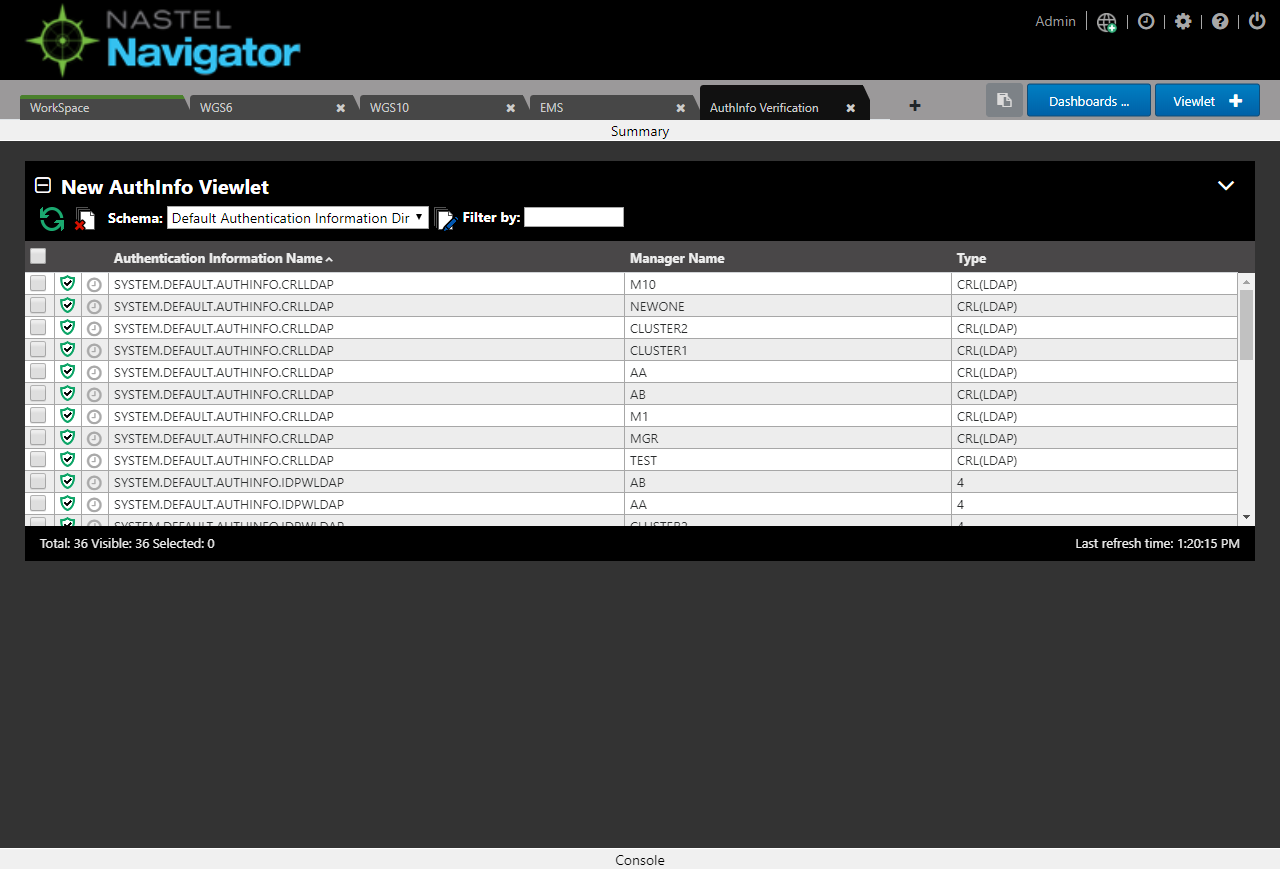 NASTEL
Navigator
Admin
WorkSpace WGS6 WGS10 EMS AuthInfo Verification Dashboards ... Viewlet
Summary
New AuthInfo Viewlet
Schema: Default Authentication Information Dir Filter by:
Authentication Information Name Manager Name Type
SYSTEM.DEFAULT.AUTHINFO.CRLLDAP M10 CRL(LDAP)
SYSTEM.DEFAULT.AUTHINFO.CRLLDAP NEWONE CRL(LDAP)
SYSTEM.DEFAULT.AUTHINFO.CRLLDAP CLUSTER2 CRL(LDAP)
SYSTEM.DEFAULT.AUTHINFO.CRLLDAP CLUSTER1 CRL(LDAP)
SYSTEM.DEFAULT.AUTHINFO.CRLLDAP AA CRL(LDAP)
SYSTEM.DEFAULT.AUTHINFO.CRLLDAP AB CRL(LDAP)
SYSTEM.DEFAULT.AUTHINFO.CRLLDAP M1 CRL(LDAP)
SYSTEM.DEFAULT.AUTHINFO.CRLLDAP MGR CRL(LDAP)
SYSTEM.DEFAULT.AUTHINFO.CRLLDAP TEST CRL(LDAP)
SYSTEM.DEFAULT.AUTHINFO.IDPWLDAP AB 4
SYSTEM.DEFAULT.AUTHINFO.IDPWLDAP AA 4
SYSTEM.DEFAULT.AUTHINFO.IDPWLDAP CLUSTER2 4
Total: 36 Visible: 36 Selected: 0 Last refresh time: 1:20:15 PM
Console